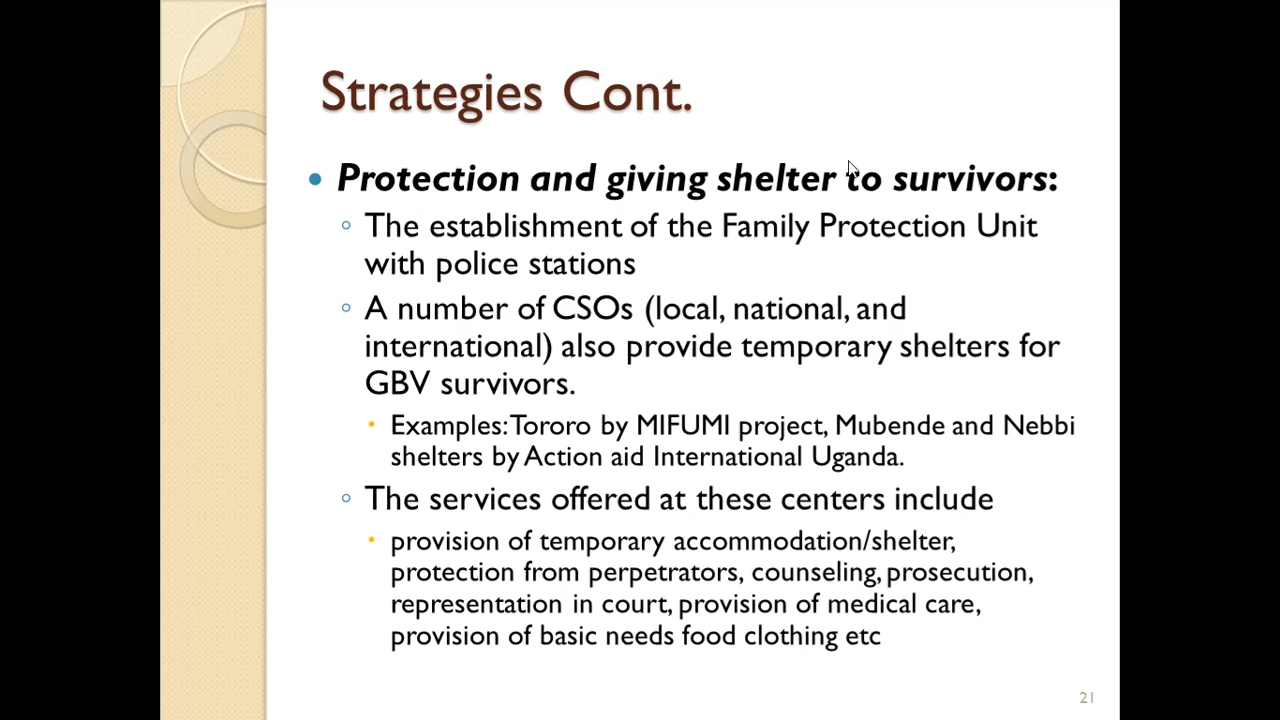 Strategies Cont.
• Protection and giving shelter to survivors:
◦ The establishment of the Family Protection Unit
with police stations
◦ A number of CSOs (local, national, and
international) also provide temporary shelters for
GBV survivors.
• Examples: Tororo by MIFUMI project, Mubende and Nebbi
shelters by Action aid International Uganda.
◦ The services offered at these centers include
• provision of temporary accommodation/shelter,
protection from perpetrators, counseling, prosecution,
representation in court, provision of medical care,
provision of basic needs food clothing etc
21